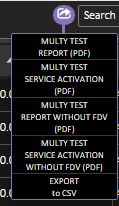 Search
MULTY TEST
REPORT (PDF)
MULTY TEST
SERVICE ACTIVATION
(PDF)
MULTY TEST
REPORT WITHOUT FDV
(PDF)
MULTY TEST
SERVICE ACTIVATION
WITHOUT FDV (PDF)
EXPORT
to CSV